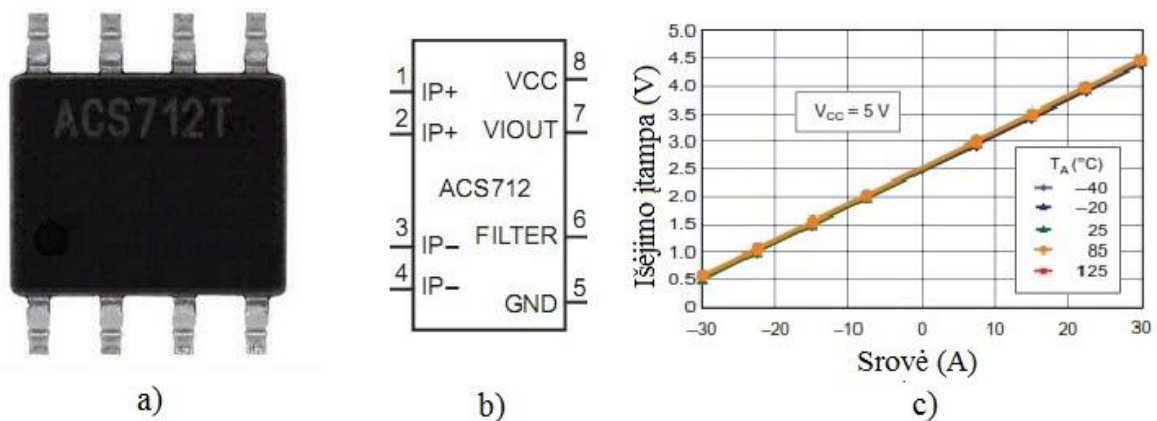 ACS712T
a)
1 IP+ VCC 8
2 IP+ VIOUT 7
ACS712
3 IP− FILTER 6
4 IP− GND 5
b)
Išėjimo įtampa (V)
5.0
4.5
4.0
3.5
3.0
2.5
2.0
1.5
1.0
0.5
0
VCC = 5 V
TA (°C)
−40
−20
25
85
125
−30 −20 −10 0 10 20 30
Srovė (A)
c)